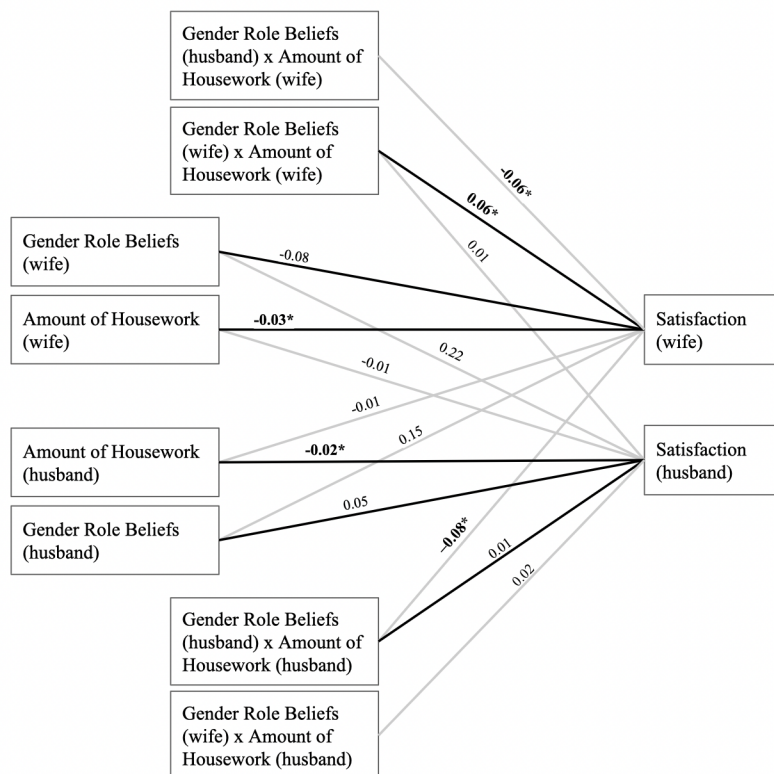 Gender Role Beliefs
(husband) x Amount of
Housework (wife)
Gender Role Beliefs
(wife) x Amount of
Housework (wife)
-0.06*
0.06*
0.01
Gender Role Beliefs
(wife)
-0.08
Amount of Housework
(wife)
-0.03*
Satisfaction
(wife)
0.22
-0.01
-0.01
0.15
Amount of Housework
(husband)
-0.02*
Satisfaction
(husband)
Gender Role Beliefs
(husband)
0.05
-0.08*
0.01
0.02
Gender Role Beliefs
(husband) x Amount of
Housework (husband)
Gender Role Beliefs
(wife) x Amount of
Housework (husband)